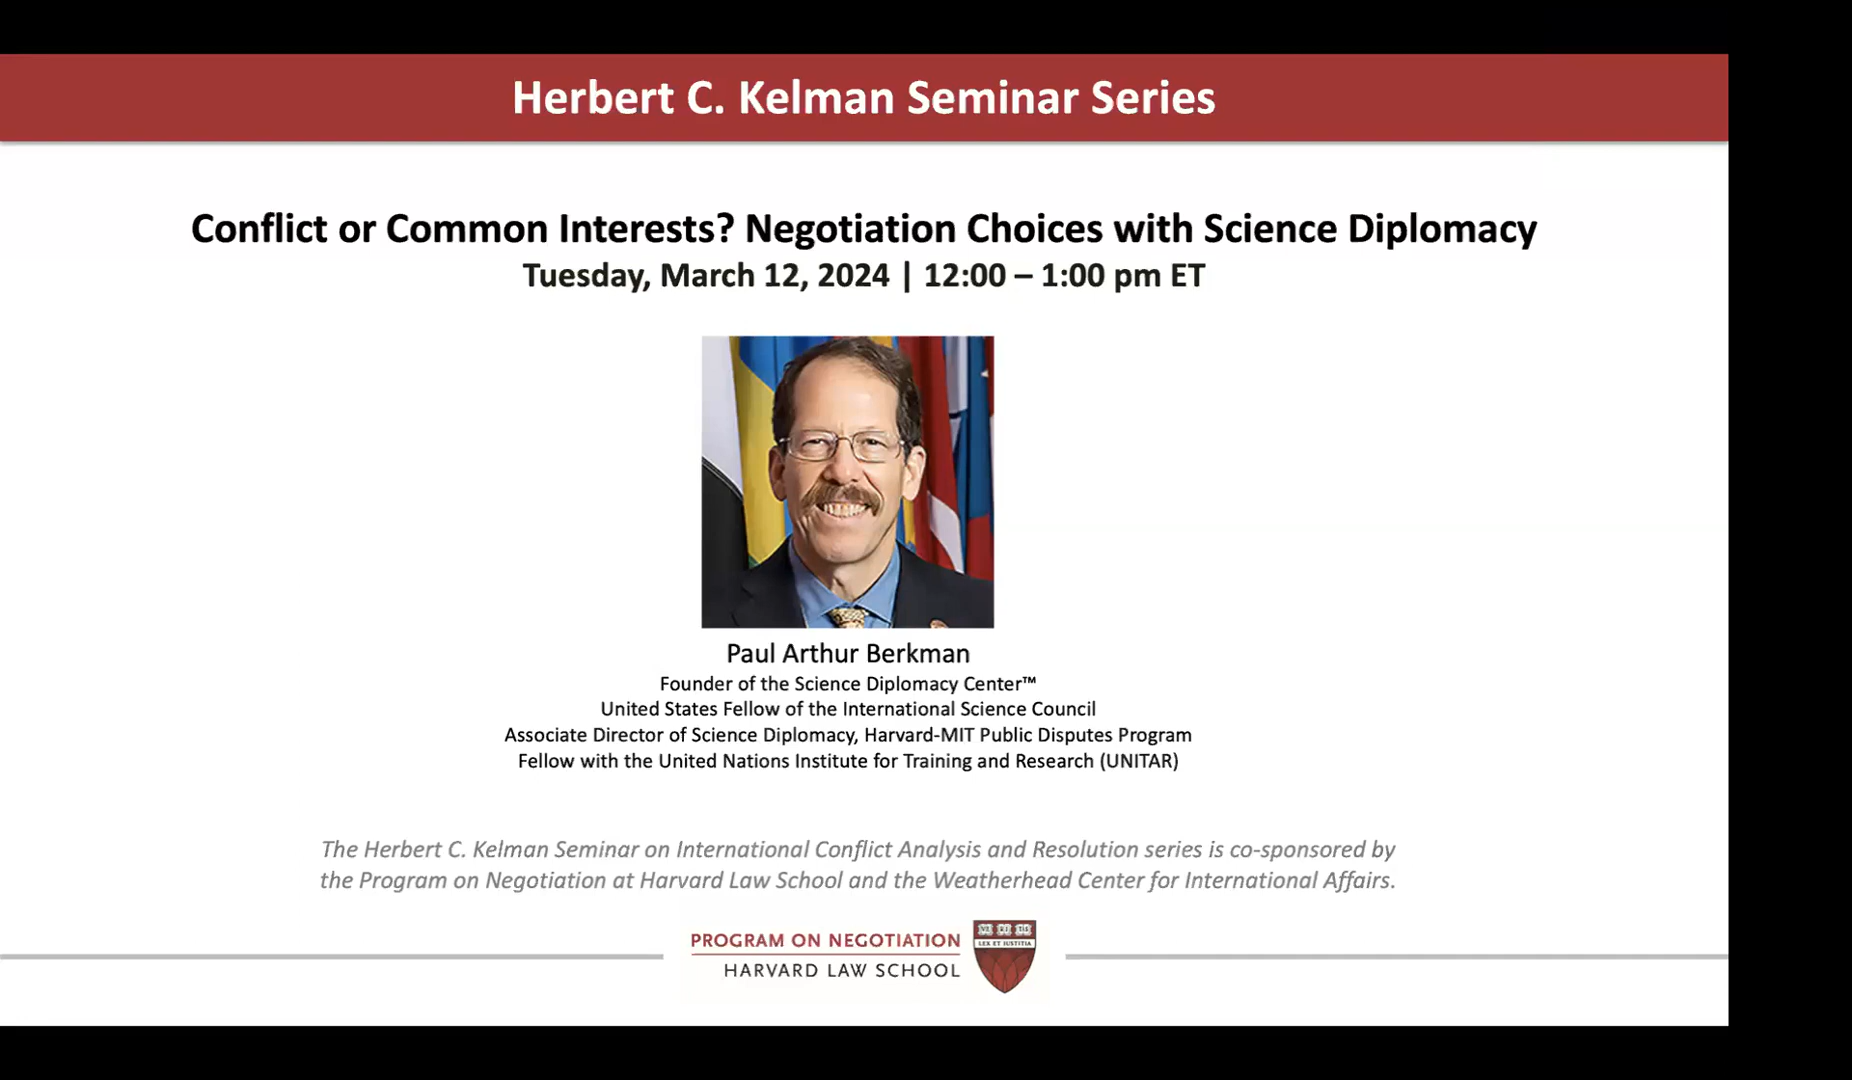 Herbert C. Kelman Seminar Series
Conflict or Common Interests? Negotiation Choices with Science Diplomacy
Tuesday, March 12, 2024 | 12:00 – 1:00 pm ET
Paul Arthur Berkman
Founder of the Science Diplomacy Center™
United States Fellow of the International Science Council
Associate Director of Science Diplomacy, Harvard-MIT Public Disputes Program
Fellow with the United Nations Institute for Training and Research (UNITAR)
The Herbert C. Kelman Seminar on International Conflict Analysis and Resolution series is co-sponsored by
the Program on Negotiation at Harvard Law School and the Weatherhead Center for International Affairs.
PROGRAM ON NEGOTIATION
HARVARD LAW SCHOOL
LEX ET IUSTITIA